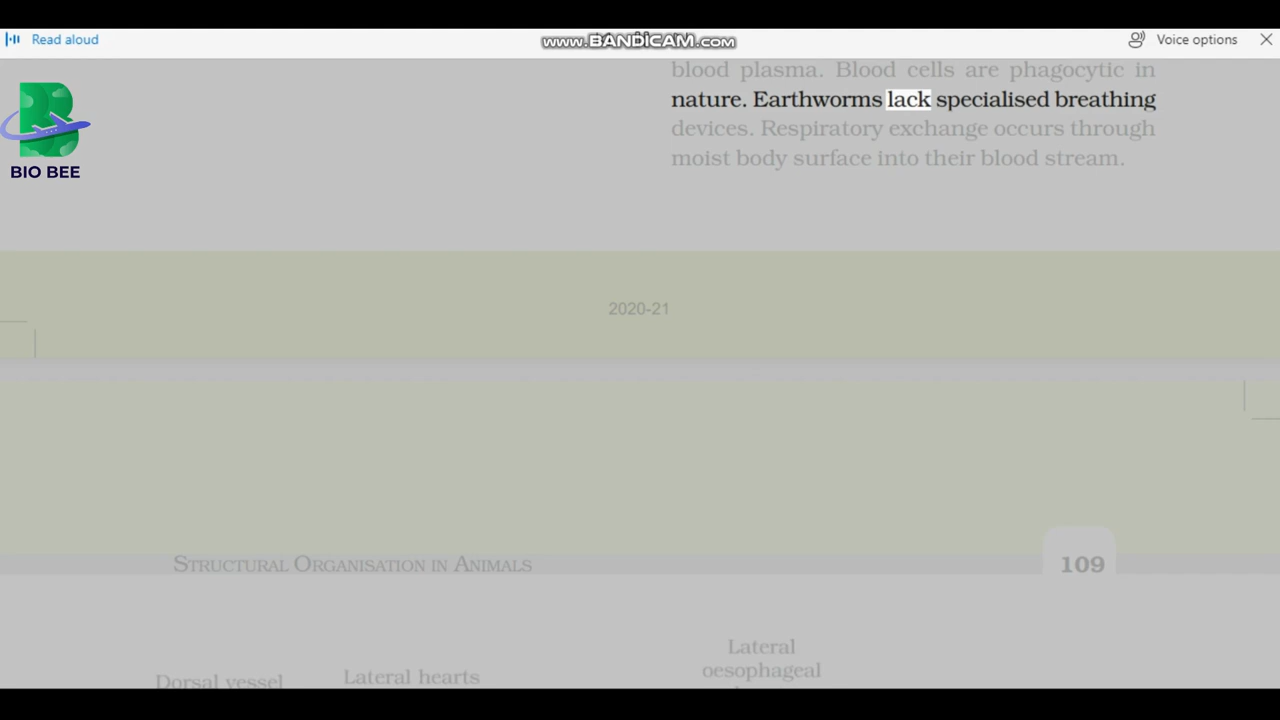 Read aloud
www.BANDICAM.com
Voice options
blood plasma. Blood cells are phagocytic in
nature. Earthworms lack specialised breathing
devices. Respiratory exchange occurs through
moist body surface into their blood stream.
BIO BEE
2020-21
STRUCTURAL ORGANISATION IN ANIMALS
109
Lateral
oesophageal
Dorsal vessel
Lateral hearts